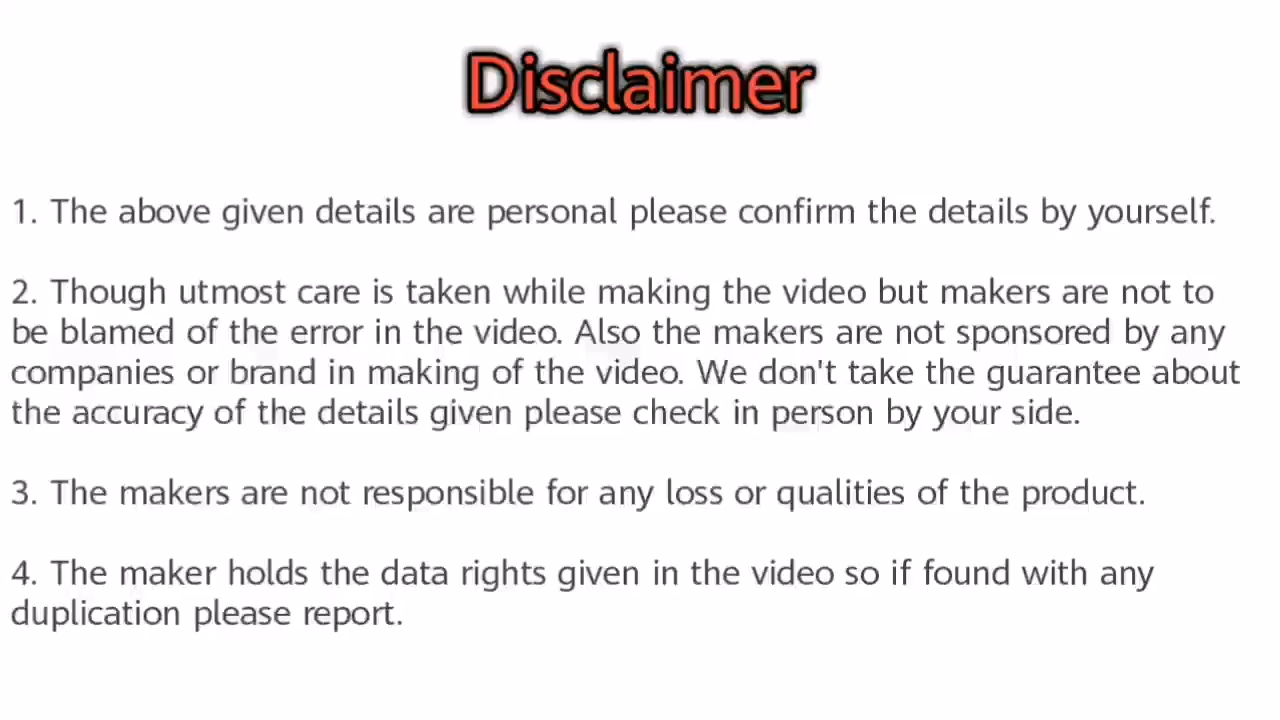 Disclaimer
1. The above given details are personal please confirm the details by yourself.
2. Though utmost care is taken while making the video but makers are not to
be blamed of the error in the video. Also the makers are not sponsored by any
companies or brand in making of the video. We don't take the guarantee about
the accuracy of the details given please check in person by your side.
3. The makers are not responsible for any loss or qualities of the product.
4. The maker holds the data rights given in the video so if found with any
duplication please report.